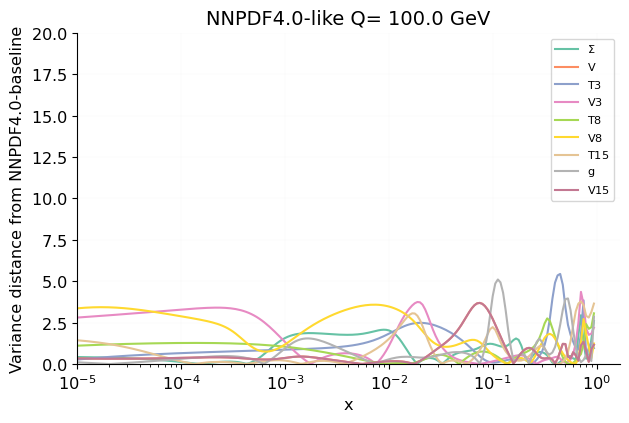 NNPDF4.0-like Q= 100.0 GeV
Variance distance from NNPDF4.0-baseline
20.0
17.5
15.0
12.5
10.0
7.5
5.0
2.5
0.0
10⁻⁵
10⁻⁴
10⁻³
10⁻²
10⁻¹
10⁰
x
Σ
V
T3
V3
T8
V8
T15
g
V15